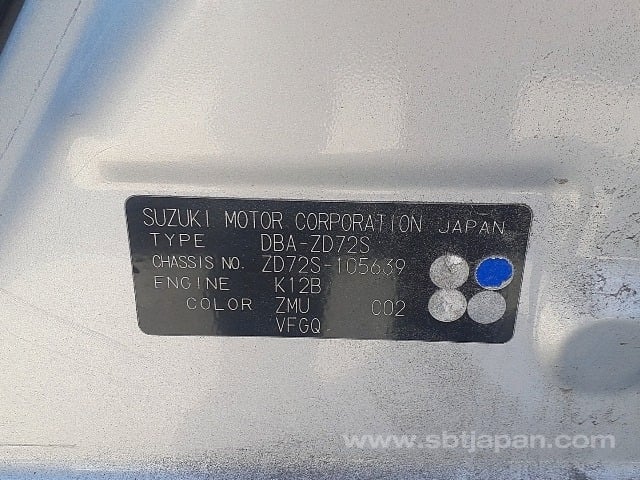 SUZUKI MOTOR CORPORATION JAPAN
TYPE DBA-ZD72S
CHASSIS NO. ZD72S-105639
ENGINE K12B
COLOR ZMU C02
VFGQ
www.sbtjapan.com